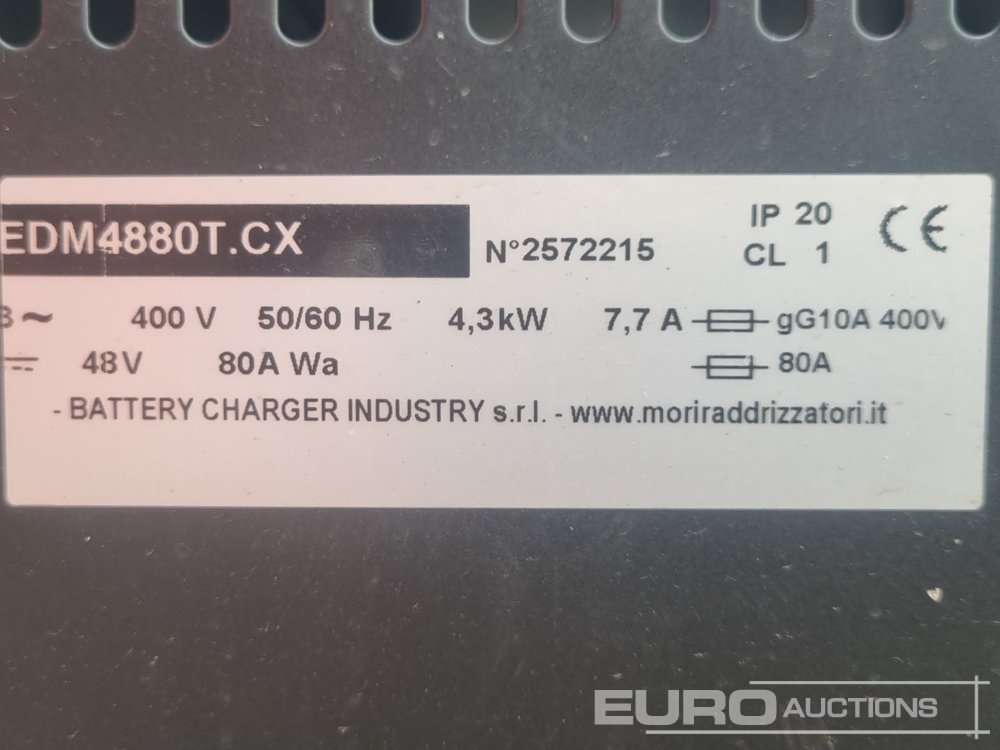 EDM4880T.CX
N°2572215
IP 20
CL 1
CE
3~ 400 V 50/60 Hz 4,3kW 7,7 A gG10A 400V
48V 80A Wa 80A
- BATTERY CHARGER INDUSTRY s.r.l. - www.moriraddrizzatori.it
EURO AUCTIONS